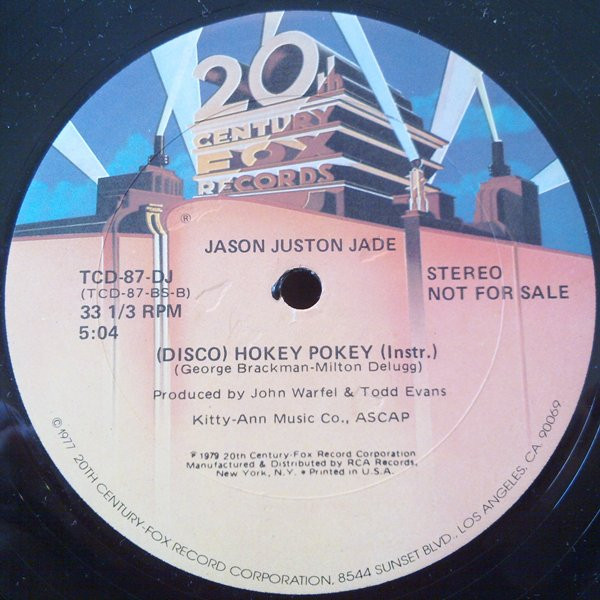 20th
CENTURY
FOX
RECORDS
®
JASON JUSTON JADE
TCD-87-DJ
(TCD-87-BS-B)
33 1/3 RPM
5:04
STEREO
NOT FOR SALE
(DISCO) HOKEY POKEY (Instr.)
(George Brackman-Milton Delugg)
Produced by John Warfel & Todd Evans
Kitty-Ann Music Co., ASCAP
℗ 1979 20th Century-Fox Record Corporation
Manufactured & Distributed by RCA Records,
New York, N.Y. • Printed in U.S.A.
©1977 20TH CENTURY-FOX RECORD CORPORATION, 8544 SUNSET BLVD., LOS ANGELES, CA 90069